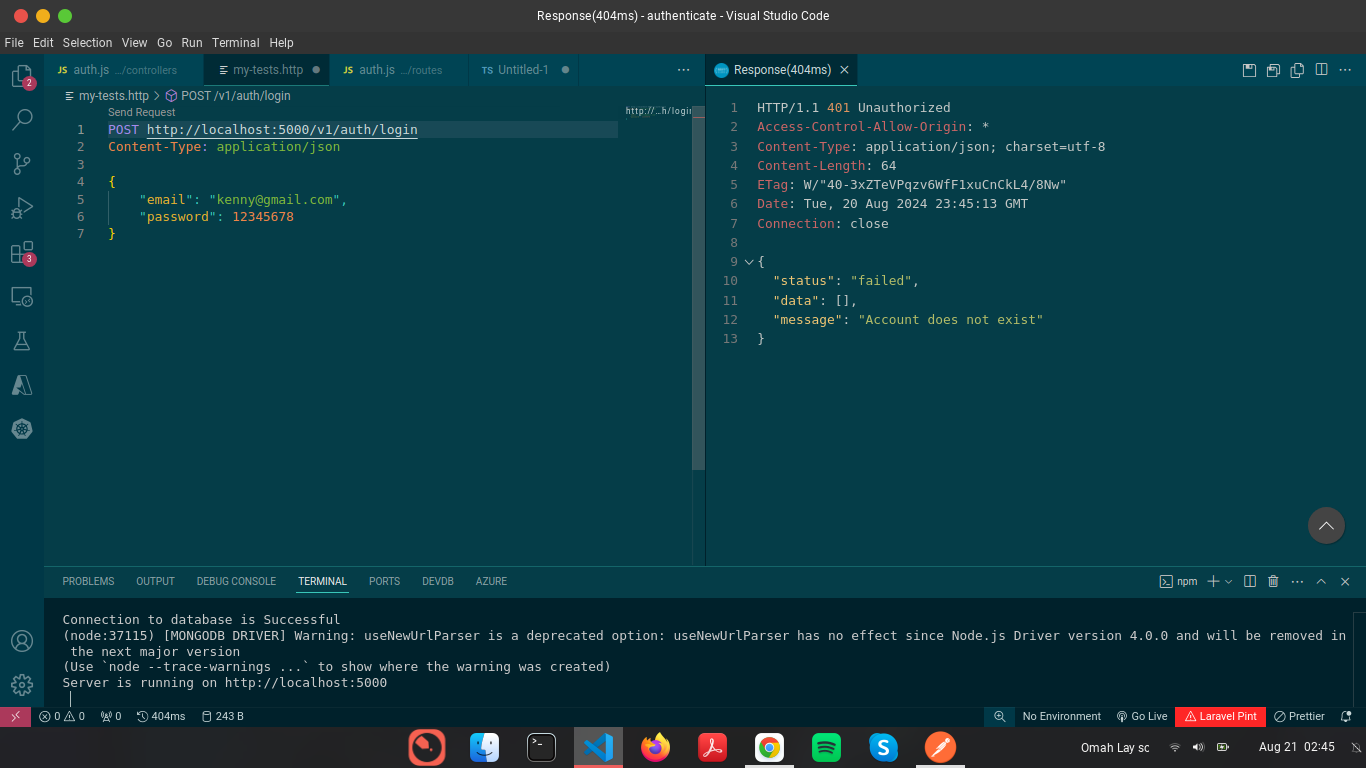 Response(404ms) - authenticate - Visual Studio Code
File Edit Selection View Go Run Terminal Help
JS auth.js .../controllers
my-tests.http
JS auth.js .../routes
TS Untitled-1
Response(404ms)
my-tests.http > POST /v1/auth/login
Send Request
1 POST http://localhost:5000/v1/auth/login
2 Content-Type: application/json
3
4 {
5 "email": "kenny@gmail.com",
6 "password": 12345678
7 }
http://…h/login
1 HTTP/1.1 401 Unauthorized
2 Access-Control-Allow-Origin: *
3 Content-Type: application/json; charset=utf-8
4 Content-Length: 64
5 ETag: W/"40-3xZTeVPqzv6WfF1xuCnCkL4/8Nw"
6 Date: Tue, 20 Aug 2024 23:45:13 GMT
7 Connection: close
8
9 {
10 "status": "failed",
11 "data": [],
12 "message": "Account does not exist"
13 }
2
3
PROBLEMS OUTPUT DEBUG CONSOLE TERMINAL PORTS DEVDB AZURE
npm
Connection to database is Successful
(node:37115) [MONGODB DRIVER] Warning: useNewUrlParser is a deprecated option: useNewUrlParser has no effect since Node.js Driver version 4.0.0 and will be removed in
the next major version
(Use `node --trace-warnings ...` to show where the warning was created)
Server is running on http://localhost:5000
0 0 0 404ms 243 B
No Environment Go Live Laravel Pint Prettier
Omah Lay sc
Aug 21 02:45